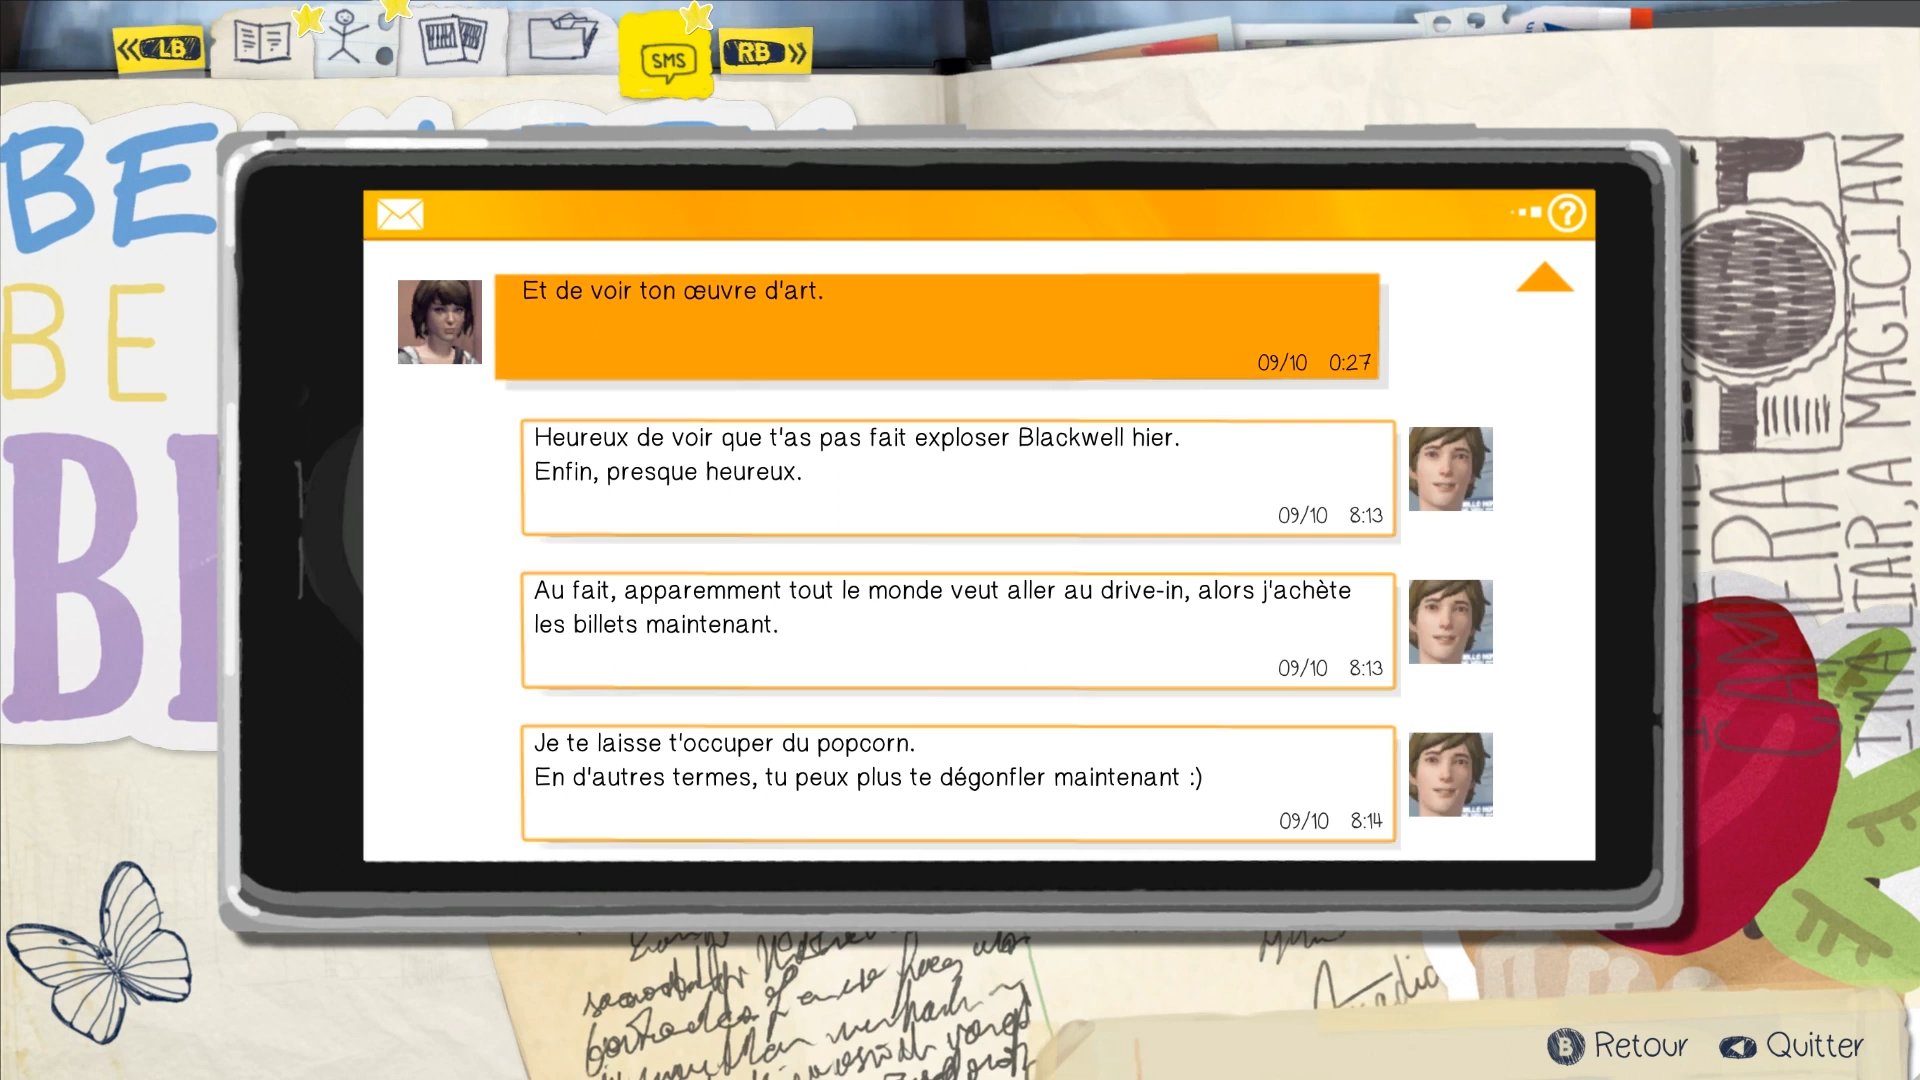 LB
SMS
RB
BE
BE
Et de voir ton œuvre d'art.
09/10 0:27
Heureux de voir que t'as pas fait exploser Blackwell hier.
Enfin, presque heureux.
09/10 8:13
Au fait, apparemment tout le monde veut aller au drive-in, alors j'achète
les billets maintenant.
09/10 8:13
Je te laisse t'occuper du popcorn.
En d'autres termes, tu peux plus te dégonfler maintenant :)
09/10 8:14
CAMERA
LIAR, A MAGICIAN
B Retour
Quitter